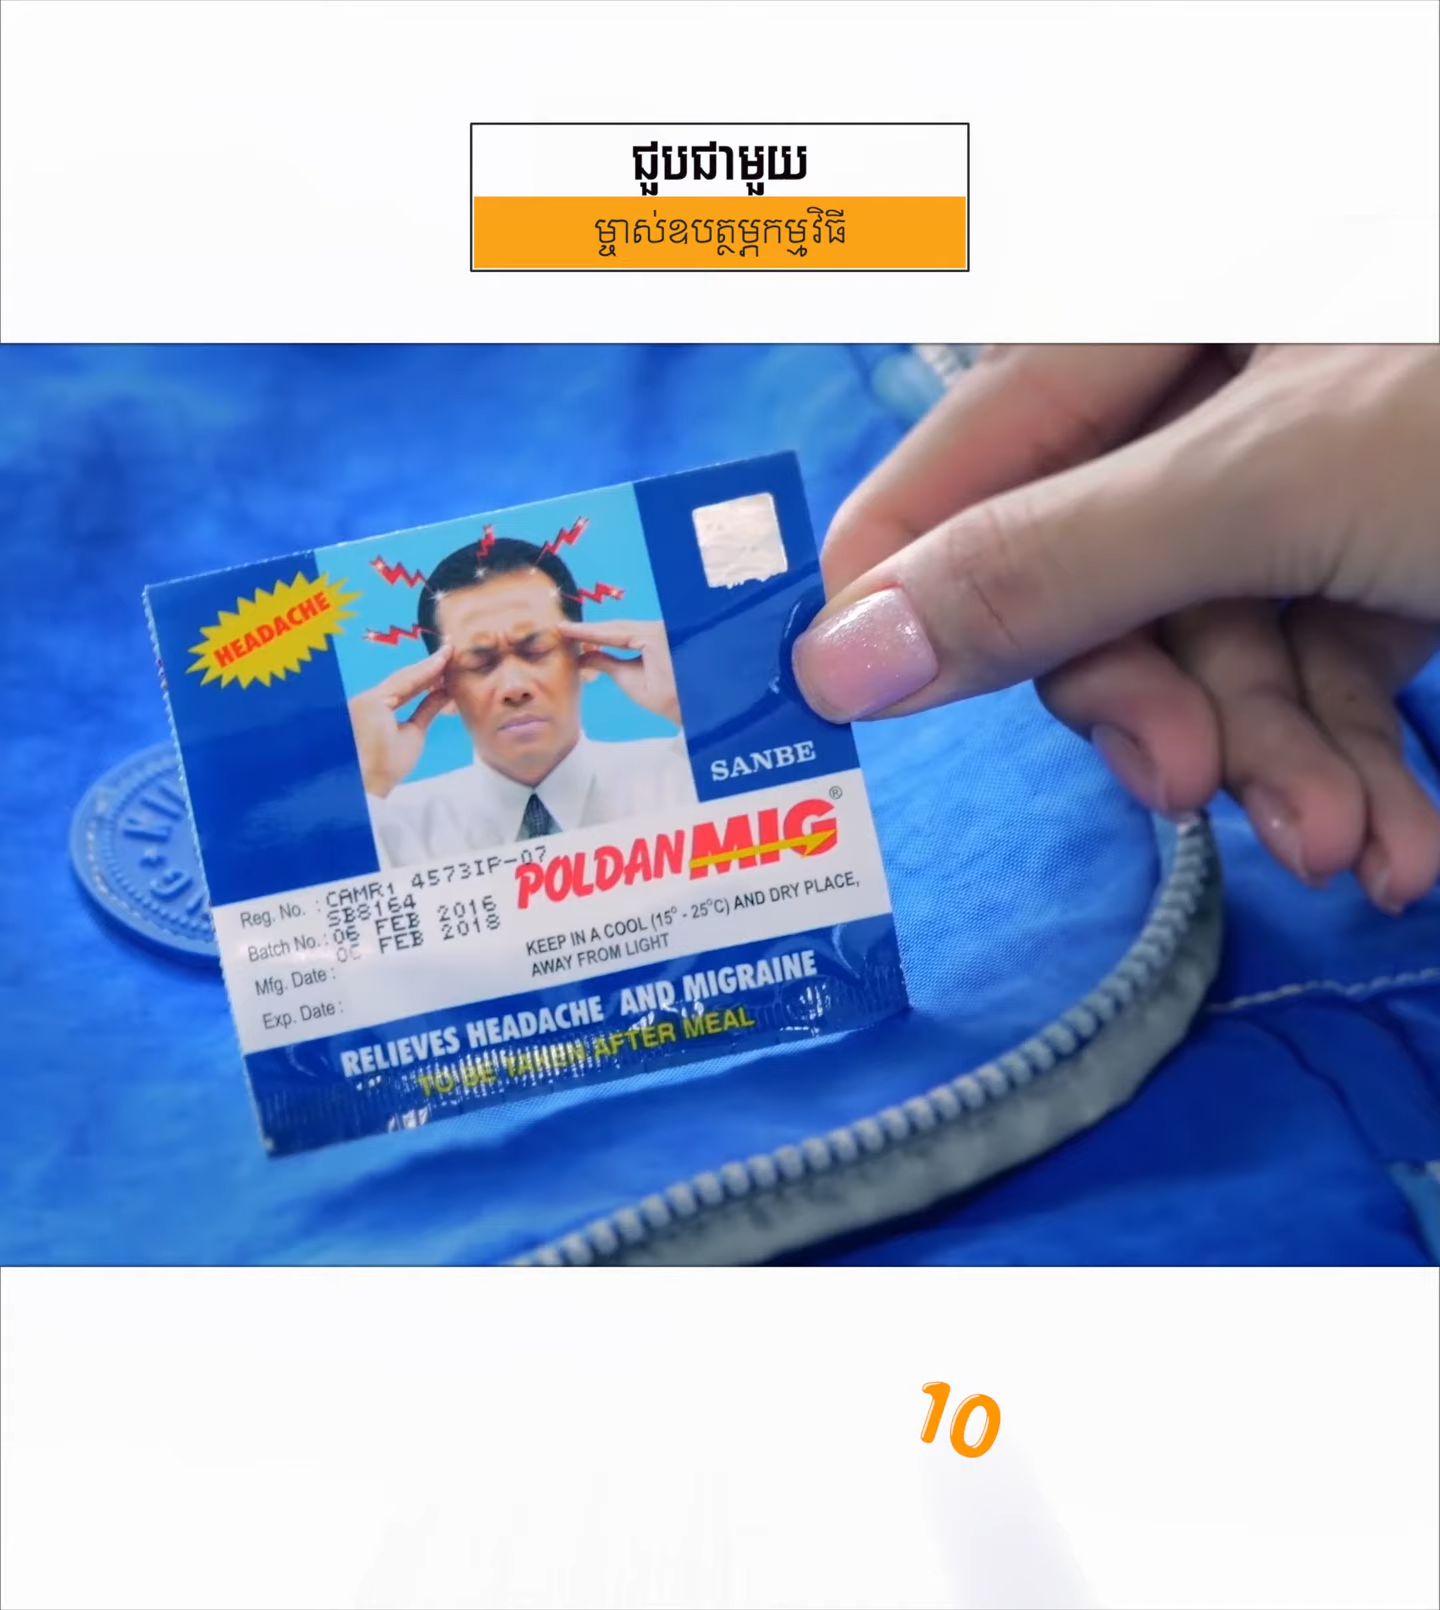 ជួបជាមួយ
ម្ចាស់ឧបត្ថម្ភកម្មវិធី
HEADACHE
SANBE
POLDANMIG®
Reg. No. : CAMR1 4573IP-07
Batch No.: SB8164
Mfg. Date : 06 FEB 2016
Exp. Date : 06 FEB 2018
KEEP IN A COOL (15° - 25°C) AND DRY PLACE,
AWAY FROM LIGHT
RELIEVES HEADACHE AND MIGRAINE
TO BE TAKEN AFTER MEAL
10